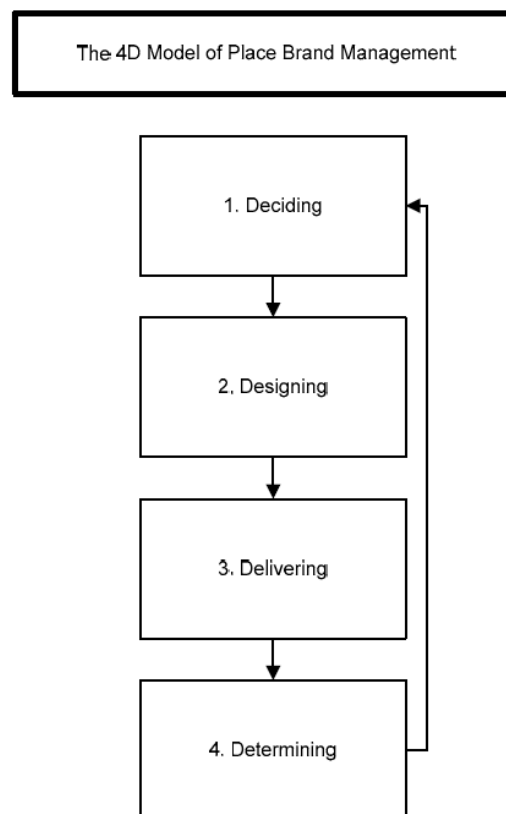 The 4D Model of Place Brand Management
1. Deciding
2. Designing
3. Delivering
4. Determining